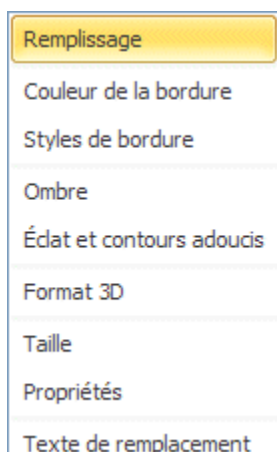 Remplissage
Couleur de la bordure
Styles de bordure
Ombre
Éclat et contours adoucis
Format 3D
Taille
Propriétés
Texte de remplacement